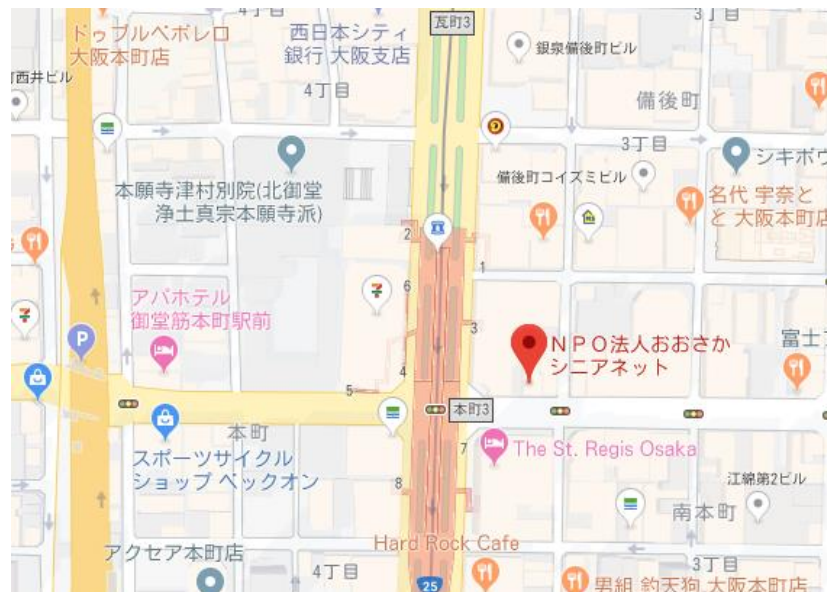 ドゥブルベボレロ
大阪本町店
西日本シティ
銀行 大阪支店
瓦町3
3丁目
4丁目
銀泉備後町ビル
町西井ビル
4丁目
備後町
3丁目
本願寺津村別院(北御堂
浄土真宗本願寺派)
備後町コイズミビル
シキボウ
名代 宇奈と
と 大阪本町店
2
1
6
アパホテル
御堂筋本町駅前
3
NPO法人おおさか
シニアネット
富士フ
P
4
5
本町3
本町
7
The St. Regis Osaka
スポーツサイクル
ショップ ベックオン
8
江綿第2ビル
南本町
Hard Rock Cafe
アクセア本町店
4丁目
3丁目
25
男組 釣天狗 大阪本町店